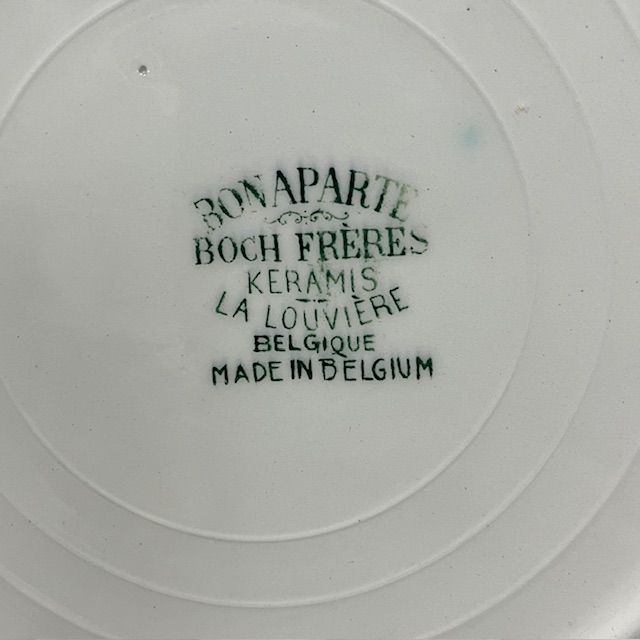 BONAPARTE
BOCH FRÈRES
KERAMIS
LA LOUVIÈRE
BELGIQUE
MADE IN BELGIUM